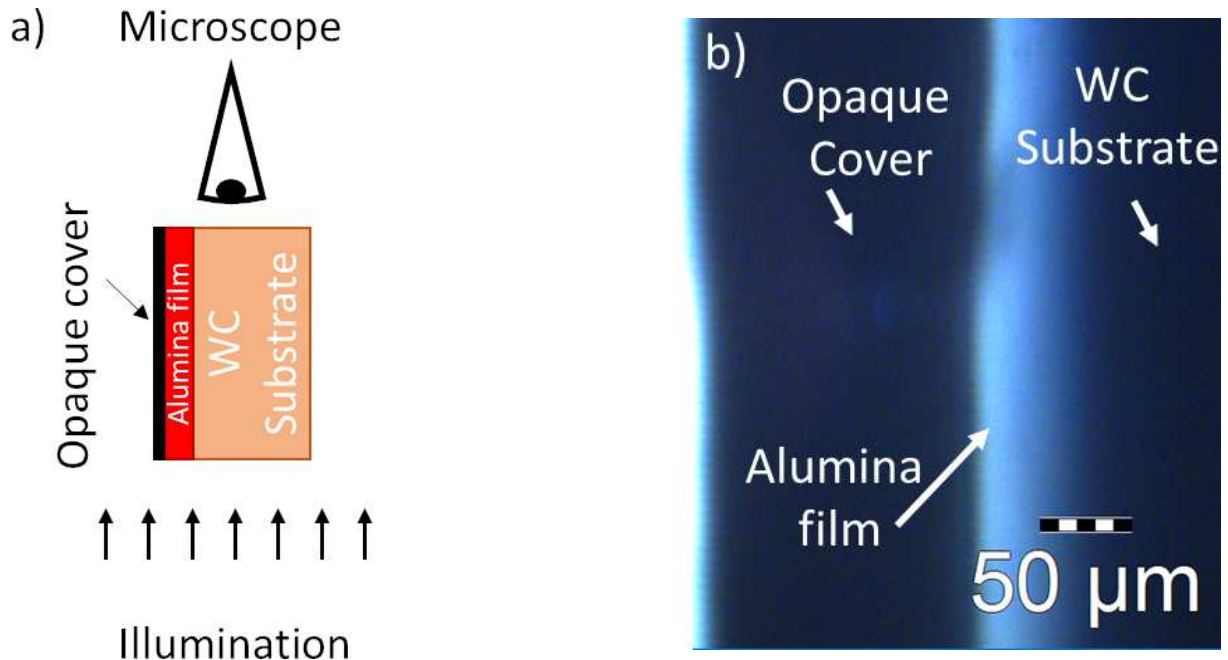 a)
Microscope
Opaque cover
Alumina film
WC
Substrate
Illumination
b)
Opaque
Cover
WC
Substrate
Alumina
film
50 μm